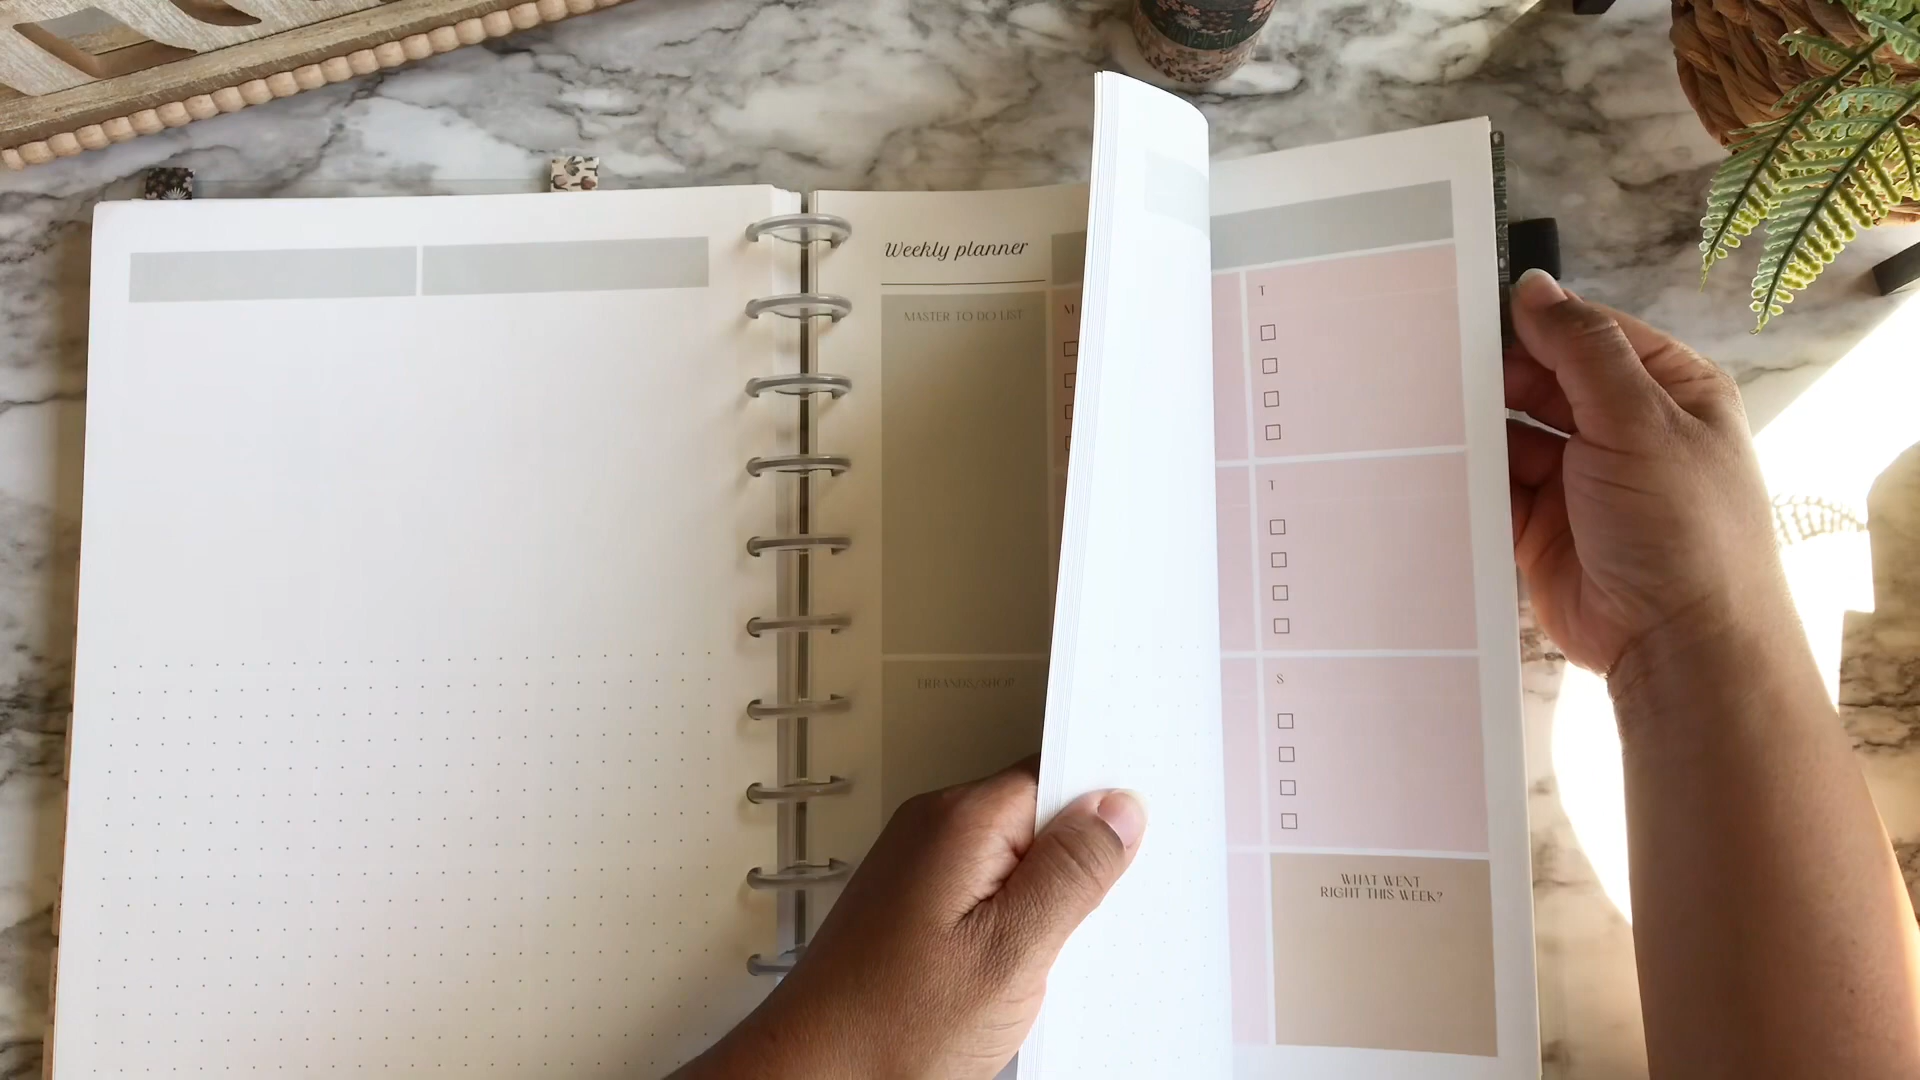 Weekly planner
MASTER TO DO LIST
M
ERRANDS/SHOP
T
T
S
WHAT WENT
RIGHT THIS WEEK?